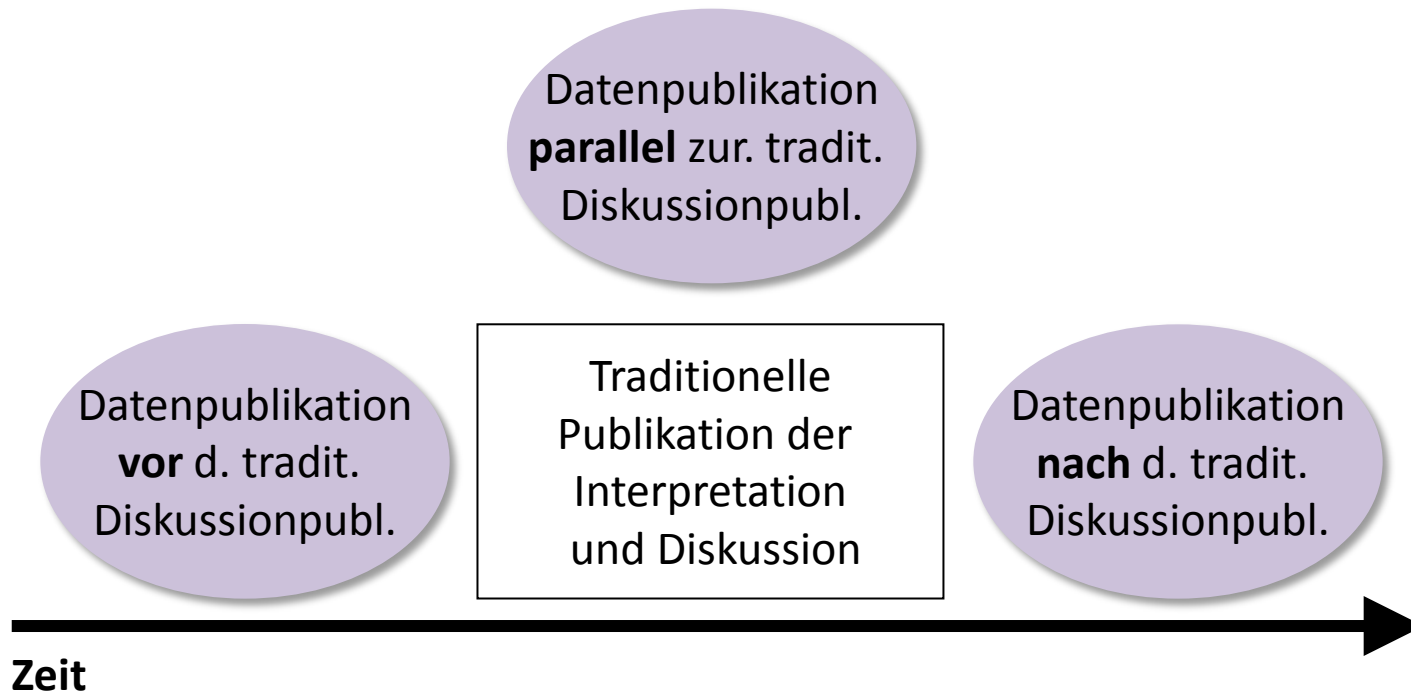 Datenpublikation
parallel zur. tradit.
Diskussionpubl.
Datenpublikation
vor d. tradit.
Diskussionpubl.
Traditionelle
Publikation der
Interpretation
und Diskussion
Datenpublikation
nach d. tradit.
Diskussionpubl.
Zeit